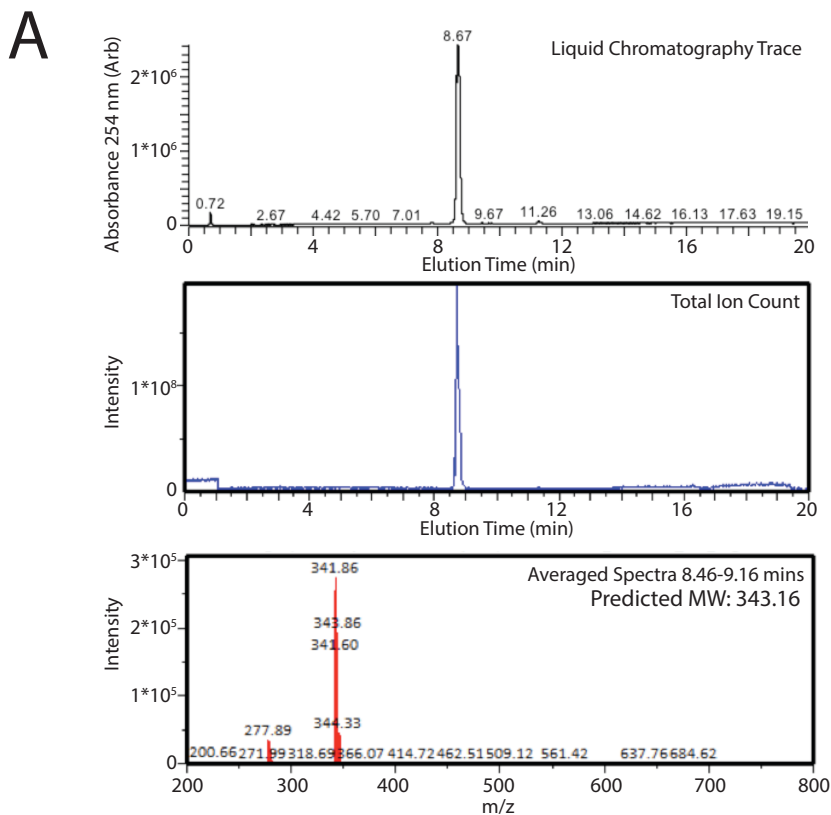 A
Liquid Chromatography Trace
Absorbance 254 nm (Arb)
2*10⁶
1*10⁶
0
8.67
0.72
2.67
4.42
5.70
7.01
9.67
11.26
13.06
14.62
16.13
17.63
19.15
0 4 8 12 16 20
Elution Time (min)
Total Ion Count
Intensity
1*10⁸
0
0 4 8 12 16 20
Elution Time (min)
Averaged Spectra 8.46-9.16 mins
Predicted MW: 343.16
Intensity
3*10⁵
2*10⁵
1*10⁵
0
341.86
343.86
341.60
344.33
277.89
200.66
271.99
318.69
366.07
414.72
462.51
509.12
561.42
637.76
684.62
200 300 400 500 600 700 800
m/z